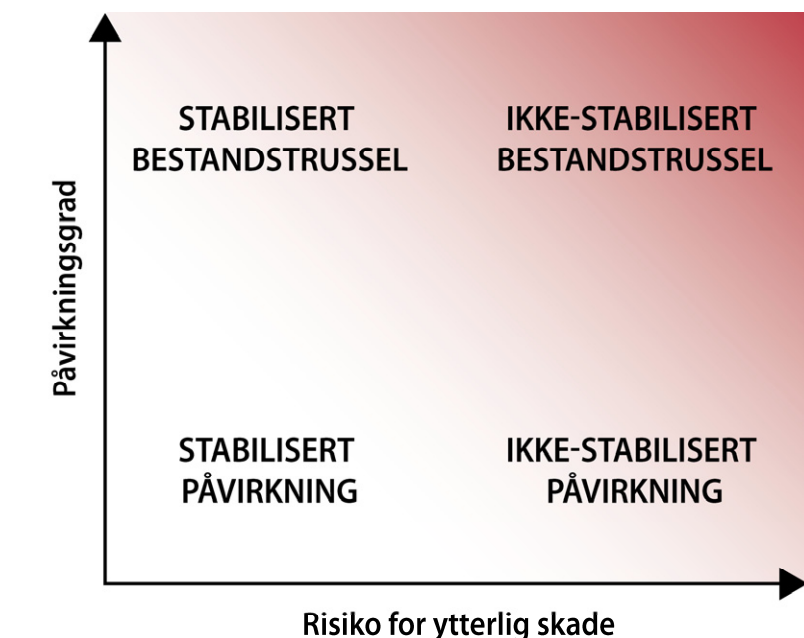 STABILISERT
BESTANDSTRUSSEL
IKKE-STABILISERT
BESTANDSTRUSSEL
Påvirkningsgrad
STABILISERT
PÅVIRKNING
IKKE-STABILISERT
PÅVIRKNING
Risiko for ytterlig skade